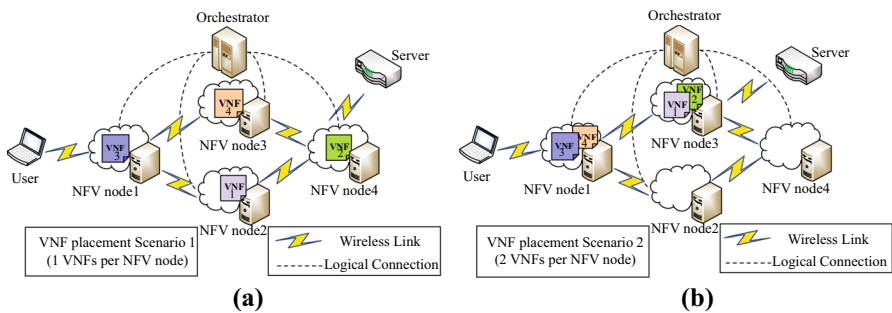 Orchestrator
Server
VNF
4
VNF
3
NFV node3
VNF
2
User
NFV node1
VNF
1
NFV node4
NFV node2
VNF placement Scenario 1
(1 VNFs per NFV node)
Wireless Link
Logical Connection
(a)
Orchestrator
Server
VNF
2
VNF
1
VNF
4
VNF
3
NFV node3
User
NFV node1
NFV node4
NFV node2
VNF placement Scenario 2
(2 VNFs per NFV node)
Wireless Link
Logical Connection
(b)